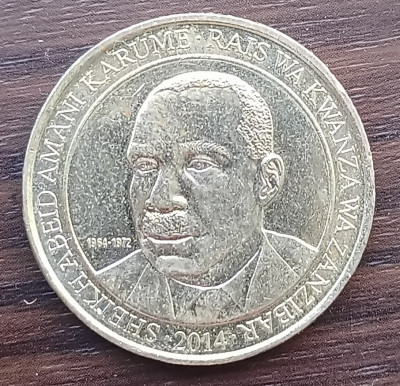 SHEIKH ABEID AMANI KARUME · RAIS WA KWANZA WA ZANZIBAR
1964-1972
· 2014 ·